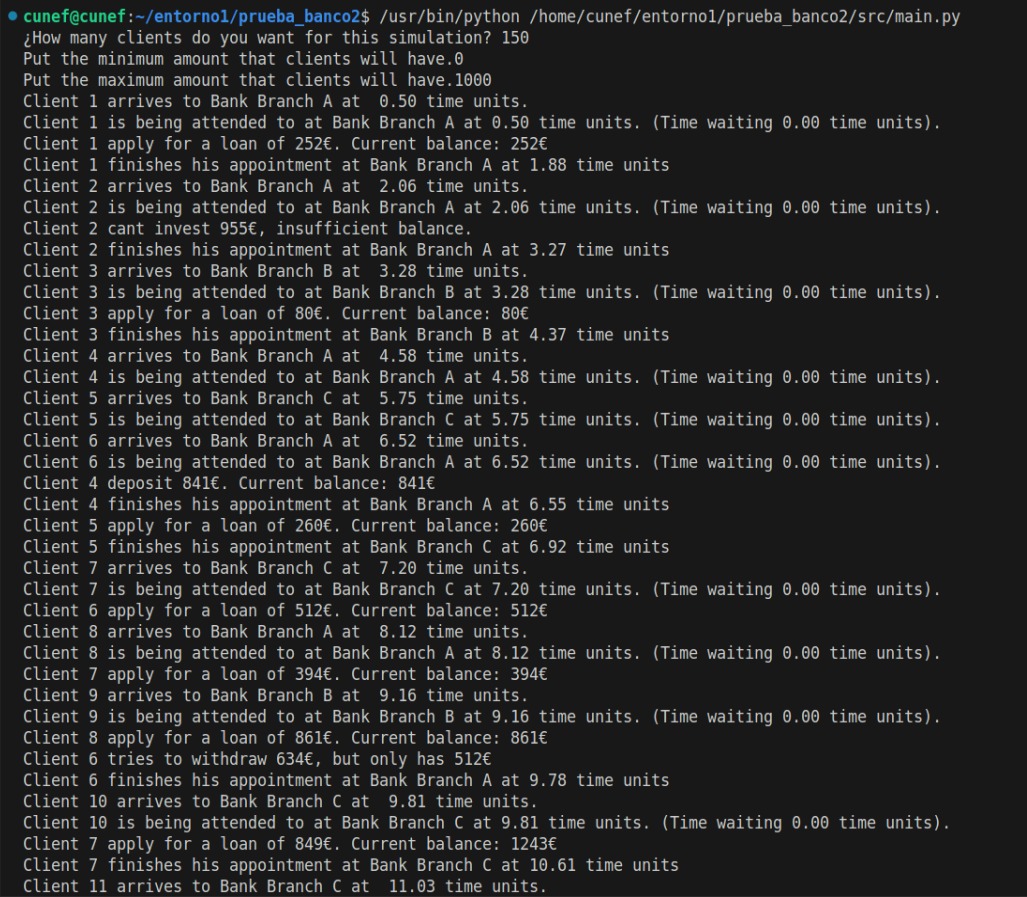 cunef@cunef:~/entorno1/prueba_banco2$ /usr/bin/python /home/cunef/entorno1/prueba_banco2/src/main.py
¿How many clients do you want for this simulation? 150
Put the minimum amount that clients will have.0
Put the maximum amount that clients will have.1000
Client 1 arrives to Bank Branch A at  0.50 time units.
Client 1 is being attended to at Bank Branch A at 0.50 time units. (Time waiting 0.00 time units).
Client 1 apply for a loan of 252€. Current balance: 252€
Client 1 finishes his appointment at Bank Branch A at 1.88 time units
Client 2 arrives to Bank Branch A at  2.06 time units.
Client 2 is being attended to at Bank Branch A at 2.06 time units. (Time waiting 0.00 time units).
Client 2 cant invest 955€, insufficient balance.
Client 2 finishes his appointment at Bank Branch A at 3.27 time units
Client 3 arrives to Bank Branch B at  3.28 time units.
Client 3 is being attended to at Bank Branch B at 3.28 time units. (Time waiting 0.00 time units).
Client 3 apply for a loan of 80€. Current balance: 80€
Client 3 finishes his appointment at Bank Branch B at 4.37 time units
Client 4 arrives to Bank Branch A at  4.58 time units.
Client 4 is being attended to at Bank Branch A at 4.58 time units. (Time waiting 0.00 time units).
Client 5 arrives to Bank Branch C at  5.75 time units.
Client 5 is being attended to at Bank Branch C at 5.75 time units. (Time waiting 0.00 time units).
Client 6 arrives to Bank Branch A at  6.52 time units.
Client 6 is being attended to at Bank Branch A at 6.52 time units. (Time waiting 0.00 time units).
Client 4 deposit 841€. Current balance: 841€
Client 4 finishes his appointment at Bank Branch A at 6.55 time units
Client 5 apply for a loan of 260€. Current balance: 260€
Client 5 finishes his appointment at Bank Branch C at 6.92 time units
Client 7 arrives to Bank Branch C at  7.20 time units.
Client 7 is being attended to at Bank Branch C at 7.20 time units. (Time waiting 0.00 time units).
Client 6 apply for a loan of 512€. Current balance: 512€
Client 8 arrives to Bank Branch A at  8.12 time units.
Client 8 is being attended to at Bank Branch A at 8.12 time units. (Time waiting 0.00 time units).
Client 7 apply for a loan of 394€. Current balance: 394€
Client 9 arrives to Bank Branch B at  9.16 time units.
Client 9 is being attended to at Bank Branch B at 9.16 time units. (Time waiting 0.00 time units).
Client 8 apply for a loan of 861€. Current balance: 861€
Client 6 tries to withdraw 634€, but only has 512€
Client 6 finishes his appointment at Bank Branch A at 9.78 time units
Client 10 arrives to Bank Branch C at  9.81 time units.
Client 10 is being attended to at Bank Branch C at 9.81 time units. (Time waiting 0.00 time units).
Client 7 apply for a loan of 849€. Current balance: 1243€
Client 7 finishes his appointment at Bank Branch C at 10.61 time units
Client 11 arrives to Bank Branch C at  11.03 time units.